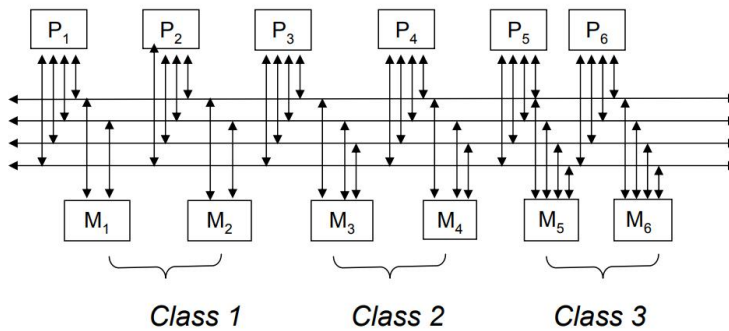 P₁ P₂ P₃ P₄ P₅ P₆
M₁ M₂ M₃ M₄ M₅ M₆
Class 1 Class 2 Class 3